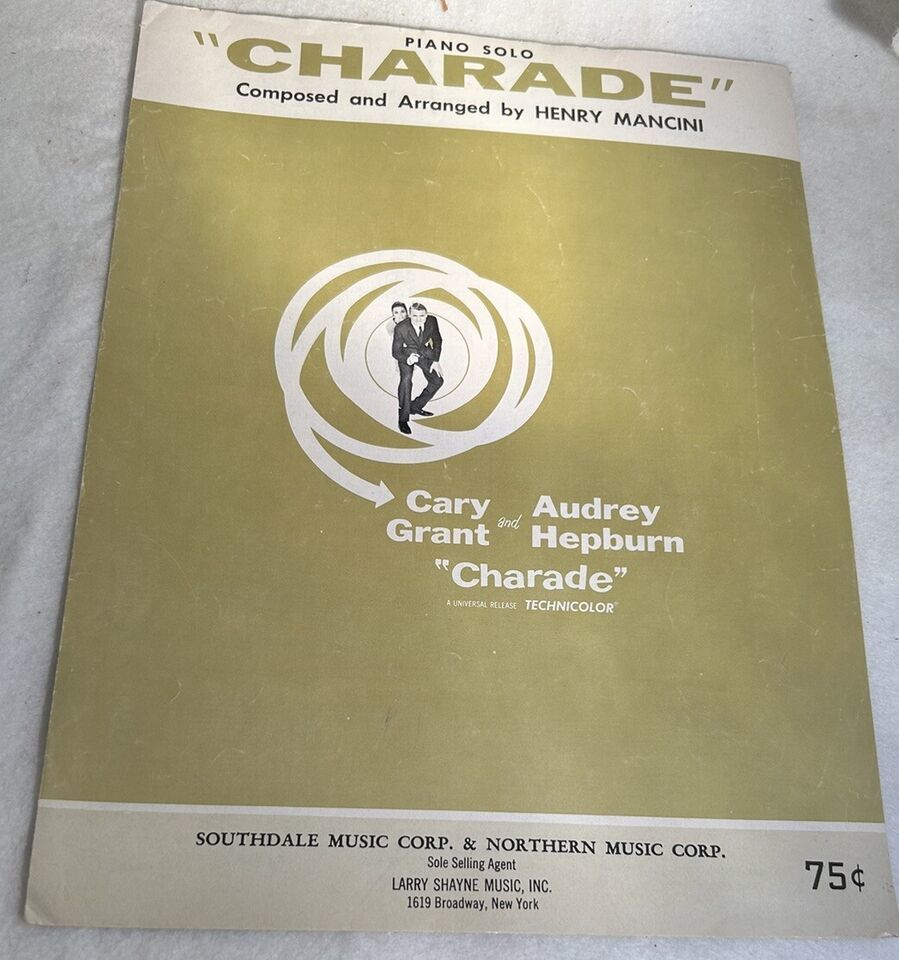 PIANO SOLO
"CHARADE"
Composed and Arranged by HENRY MANCINI
Cary Grant and Audrey Hepburn
"Charade"
A UNIVERSAL RELEASE TECHNICOLOR®
SOUTHDALE MUSIC CORP. & NORTHERN MUSIC CORP.
Sole Selling Agent
LARRY SHAYNE MUSIC, INC.
1619 Broadway, New York
75¢